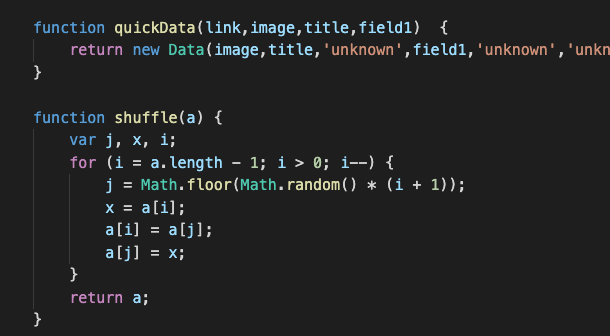 function quickData(link,image,title,field1)  {
    return new Data(image,title,'unknown',field1,'unknown','unkn
}

function shuffle(a) {
    var j, x, i;
    for (i = a.length - 1; i > 0; i--) {
        j = Math.floor(Math.random() * (i + 1));
        x = a[i];
        a[i] = a[j];
        a[j] = x;
    }
    return a;
}